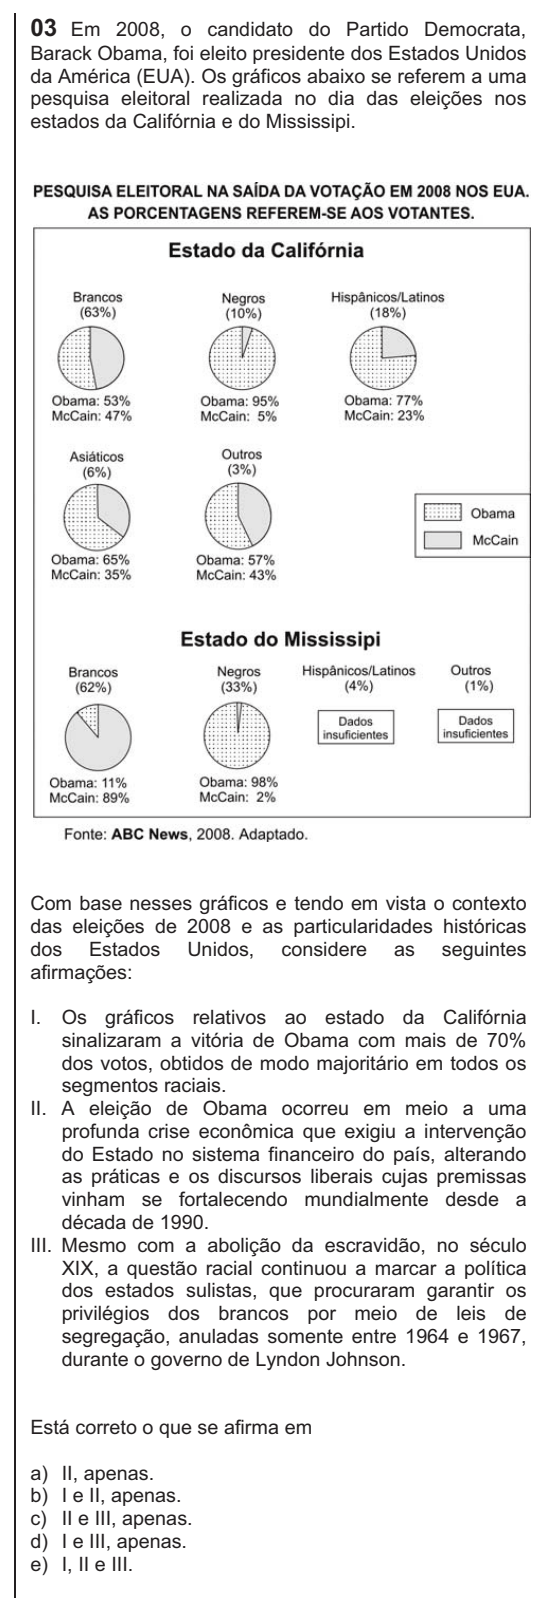 03 Em 2008, o candidato do Partido Democrata,
Barack Obama, foi eleito presidente dos Estados Unidos
da América (EUA). Os gráficos abaixo se referem a uma
pesquisa eleitoral realizada no dia das eleições nos
estados da Califórnia e do Mississipi.
PESQUISA ELEITORAL NA SAÍDA DA VOTAÇÃO EM 2008 NOS EUA.
AS PORCENTAGENS REFEREM-SE AOS VOTANTES.
Estado da Califórnia
Brancos
(63%)
Obama: 53%
McCain: 47%
Negros
(10%)
Obama: 95%
McCain: 5%
Hispânicos/Latinos
(18%)
Obama: 77%
McCain: 23%
Asiáticos
(6%)
Obama: 65%
McCain: 35%
Outros
(3%)
Obama: 57%
McCain: 43%
Obama
McCain
Estado do Mississipi
Brancos
(62%)
Obama: 11%
McCain: 89%
Negros
(33%)
Obama: 98%
McCain: 2%
Hispânicos/Latinos
(4%)
Dados
insuficientes
Outros
(1%)
Dados
insuficientes
Fonte: ABC News, 2008. Adaptado.
Com base nesses gráficos e tendo em vista o contexto
das eleições de 2008 e as particularidades históricas
dos Estados Unidos, considere as seguintes
afirmações:
I. Os gráficos relativos ao estado da Califórnia
sinalizaram a vitória de Obama com mais de 70%
dos votos, obtidos de modo majoritário em todos os
segmentos raciais.
II. A eleição de Obama ocorreu em meio a uma
profunda crise econômica que exigiu a intervenção
do Estado no sistema financeiro do país, alterando
as práticas e os discursos liberais cujas premissas
vinham se fortalecendo mundialmente desde a
década de 1990.
III. Mesmo com a abolição da escravidão, no século
XIX, a questão racial continuou a marcar a política
dos estados sulistas, que procuraram garantir os
privilégios dos brancos por meio de leis de
segregação, anuladas somente entre 1964 e 1967,
durante o governo de Lyndon Johnson.
Está correto o que se afirma em
a) II, apenas.
b) I e II, apenas.
c) II e III, apenas.
d) I e III, apenas.
e) I, II e III.